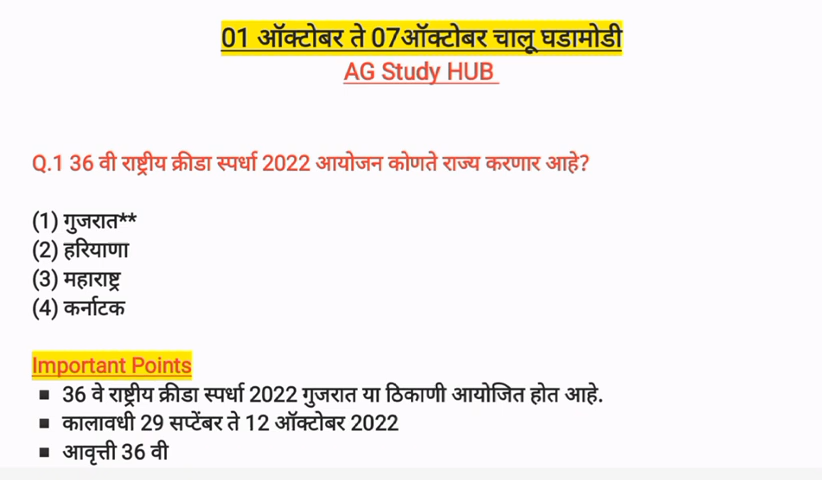 01 ऑक्टोबर ते 07ऑक्टोबर चालू घडामोडी
AG Study HUB
Q.1 36 वी राष्ट्रीय क्रीडा स्पर्धा 2022 आयोजन कोणते राज्य करणार आहे?
(1) गुजरात**
(2) हरियाणा
(3) महाराष्ट्र
(4) कर्नाटक
Important Points
▪ 36 वे राष्ट्रीय क्रीडा स्पर्धा 2022 गुजरात या ठिकाणी आयोजित होत आहे.
▪ कालावधी 29 सप्टेंबर ते 12 ऑक्टोबर 2022
▪ आवृत्ती 36 वी